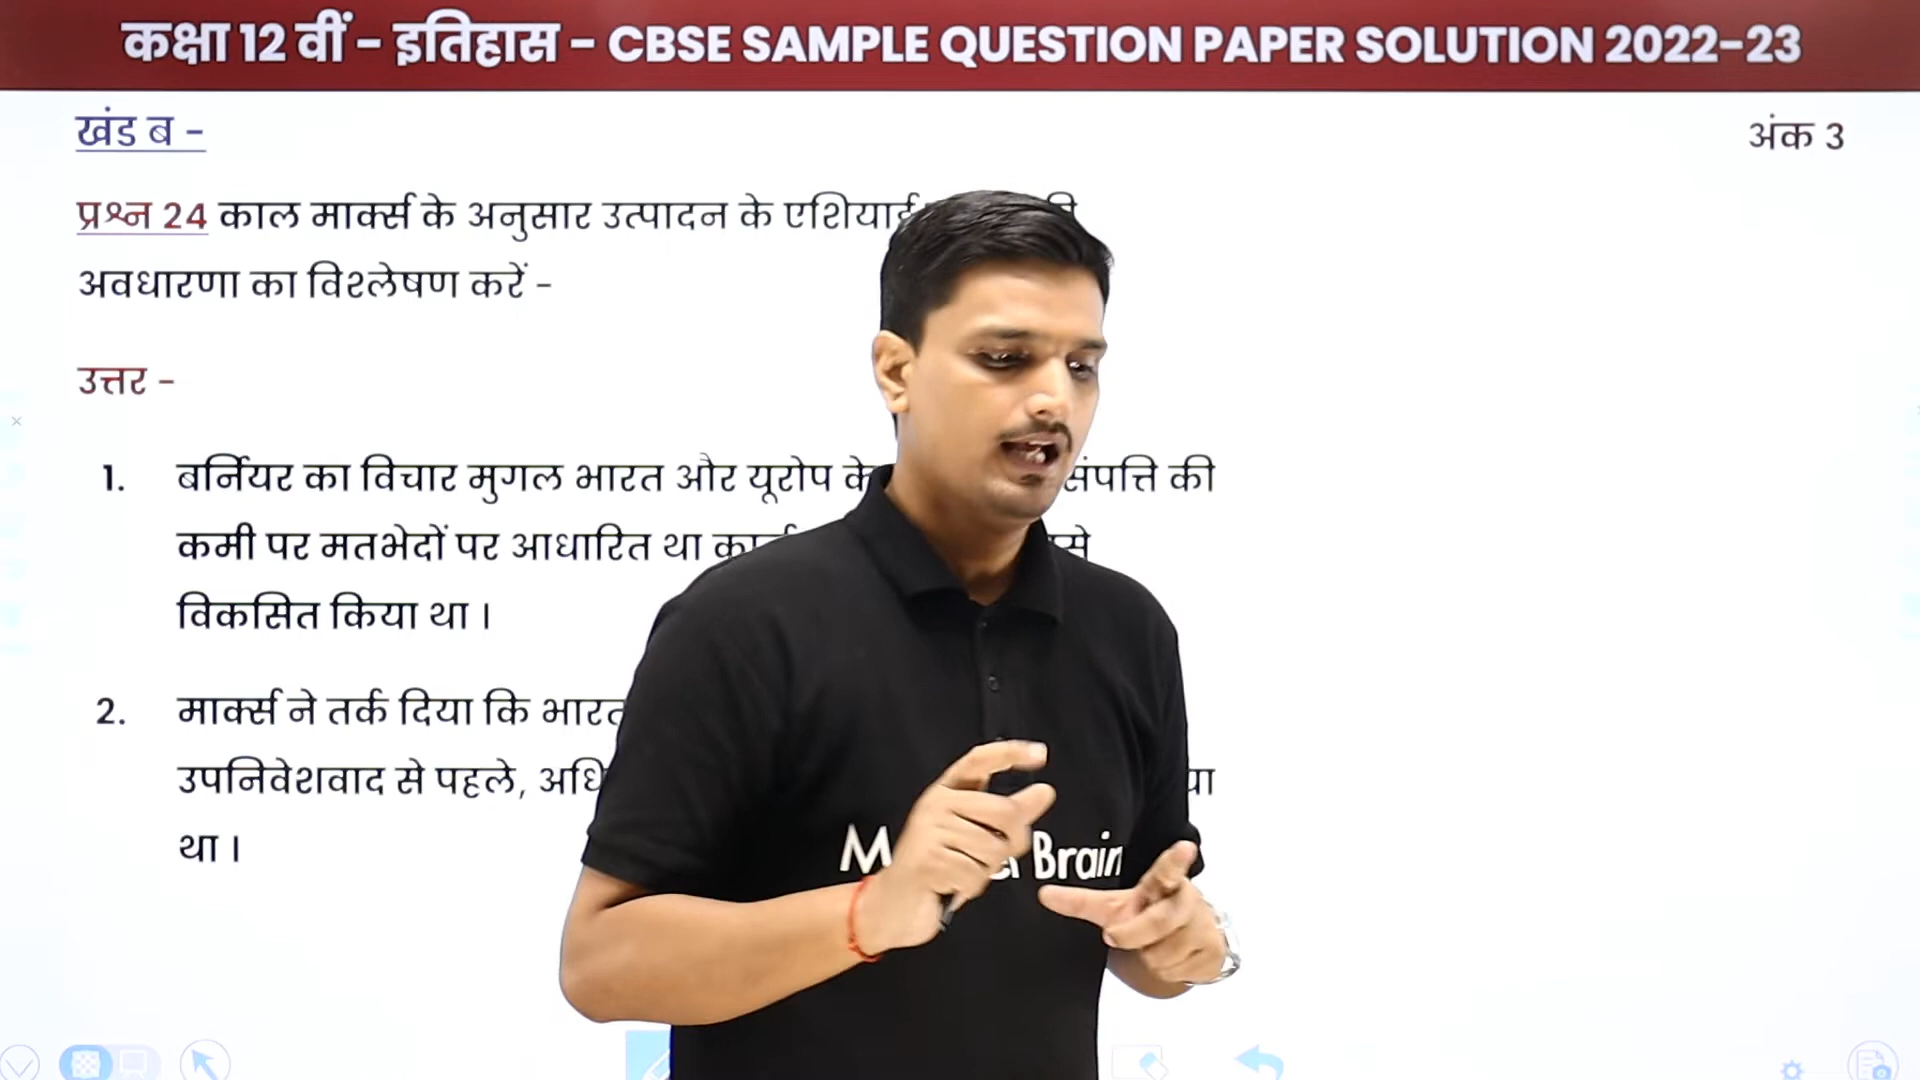 कक्षा 12 वीं - इतिहास - CBSE SAMPLE QUESTION PAPER SOLUTION 2022-23
खंड ब -
अंक 3
प्रश्न 24 काल मार्क्स के अनुसार उत्पादन के एशियाई
अवधारणा का विश्लेषण करें -
उत्तर -
1. बर्नियर का विचार मुगल भारत और यूरोप के संपत्ति की
कमी पर मतभेदों पर आधारित था
विकसित किया था ।
2. मार्क्स ने तर्क दिया कि भारत
उपनिवेशवाद से पहले,
था ।
Brain